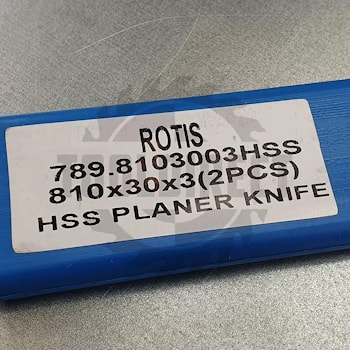 ROTIS
789.8103003HSS
810x30x3(2PCS)
HSS PLANER KNIFE